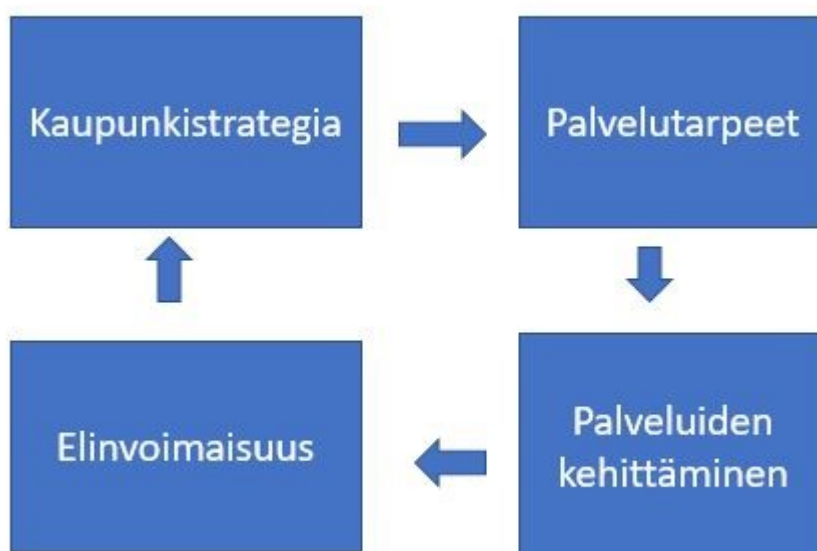 Kaupunkistrategia
Palvelutarpeet
Elinvoimaisuus
Palveluiden
kehittäminen